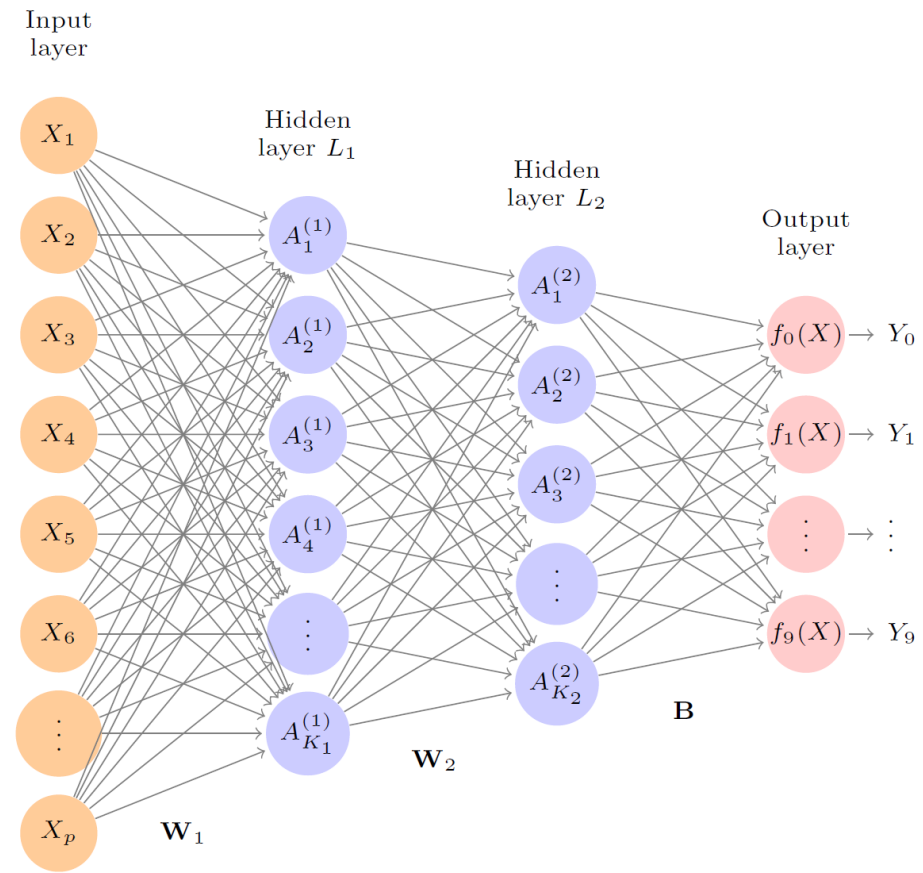 Input
layer
Hidden
layer L₁
Hidden
layer L₂
Output
layer
X₁
X₂
X₃
X₄
X₅
X₆
⋮
Xₚ
A₁⁽¹⁾
A₂⁽¹⁾
A₃⁽¹⁾
A₄⁽¹⁾
⋮
A_{K₁}⁽¹⁾
A₁⁽²⁾
A₂⁽²⁾
A₃⁽²⁾
⋮
A_{K₂}⁽²⁾
f₀(X) Y₀
f₁(X) Y₁
⋮ ⋮
f₉(X) Y₉
W₁
W₂
B